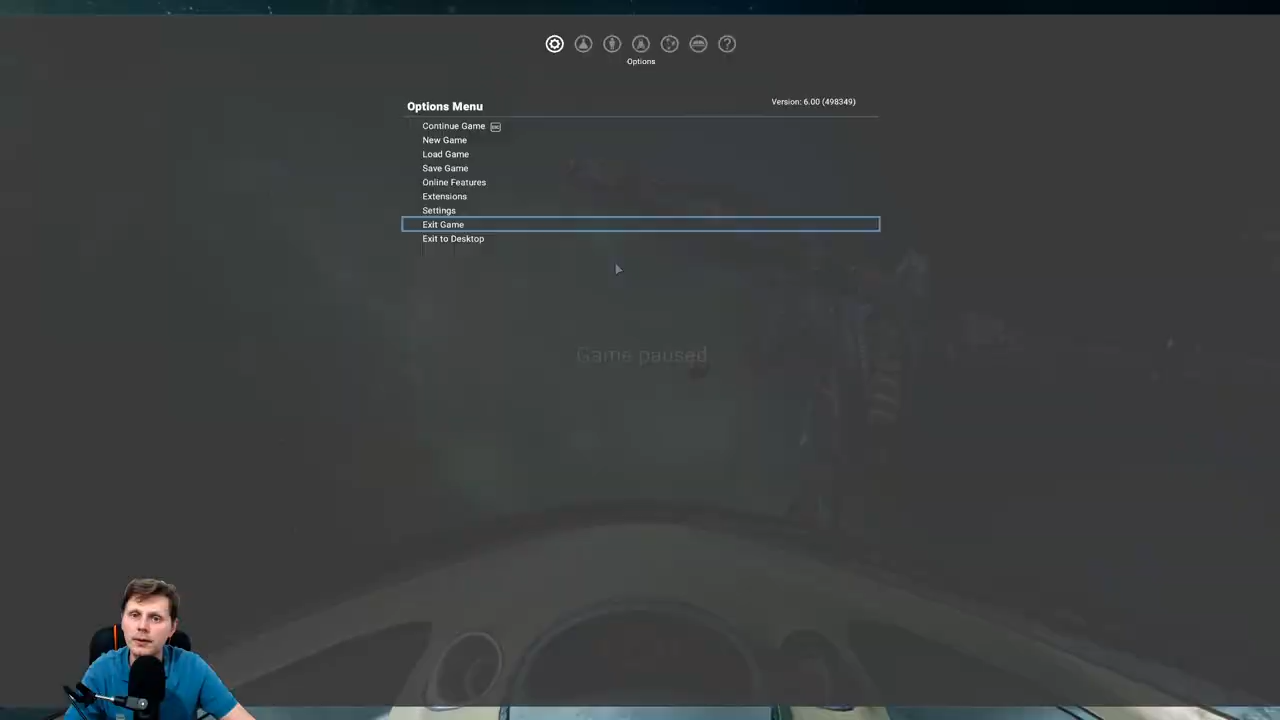 Options
Options Menu
Version: 6.00 (498349)
Continue Game
New Game
Load Game
Save Game
Online Features
Extensions
Settings
Exit Game
Exit to Desktop
Game paused